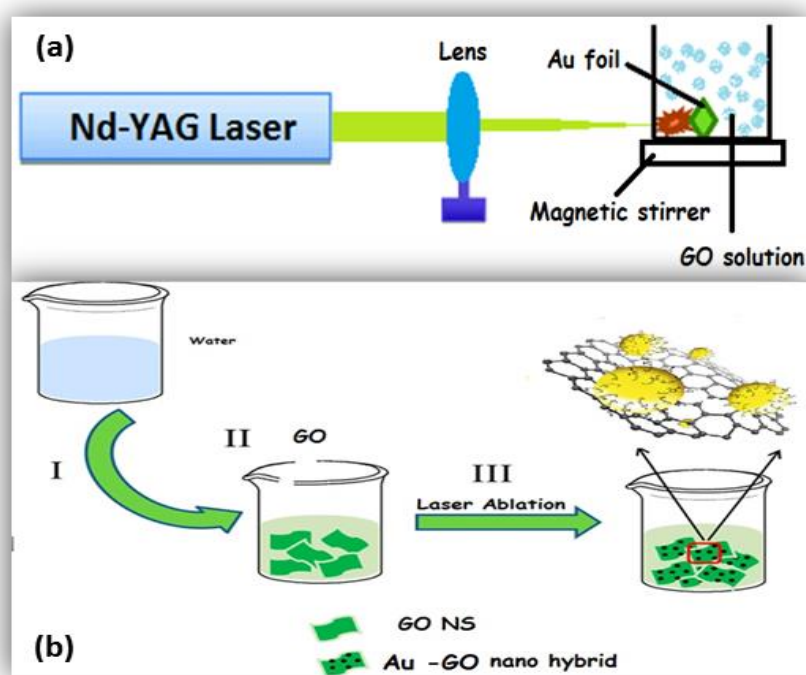 (a)
Lens
Au foil
Nd-YAG Laser
Magnetic stirrer
GO solution
Water
I
II
GO
III
Laser Ablation
GO NS
Au -GO nano hybrid
(b)